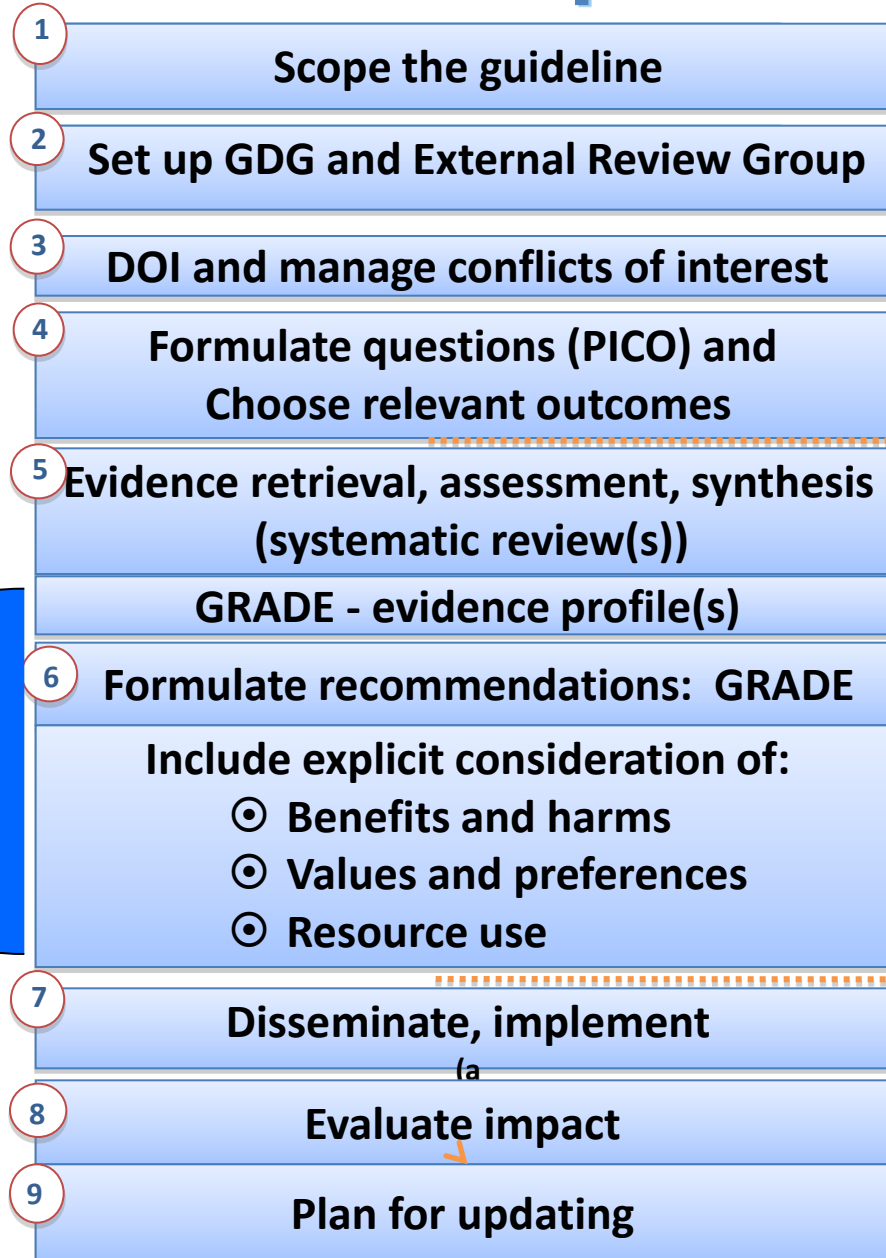 1
Scope the guideline
2
Set up GDG and External Review Group
3
DOI and manage conflicts of interest
4
Formulate questions (PICO) and
Choose relevant outcomes
5
Evidence retrieval, assessment, synthesis
(systematic review(s))
GRADE - evidence profile(s)
6
Formulate recommendations: GRADE
Include explicit consideration of:
Benefits and harms
Values and preferences
Resource use
7
Disseminate, implement
(a
8
Evaluate impact
9
Plan for updating